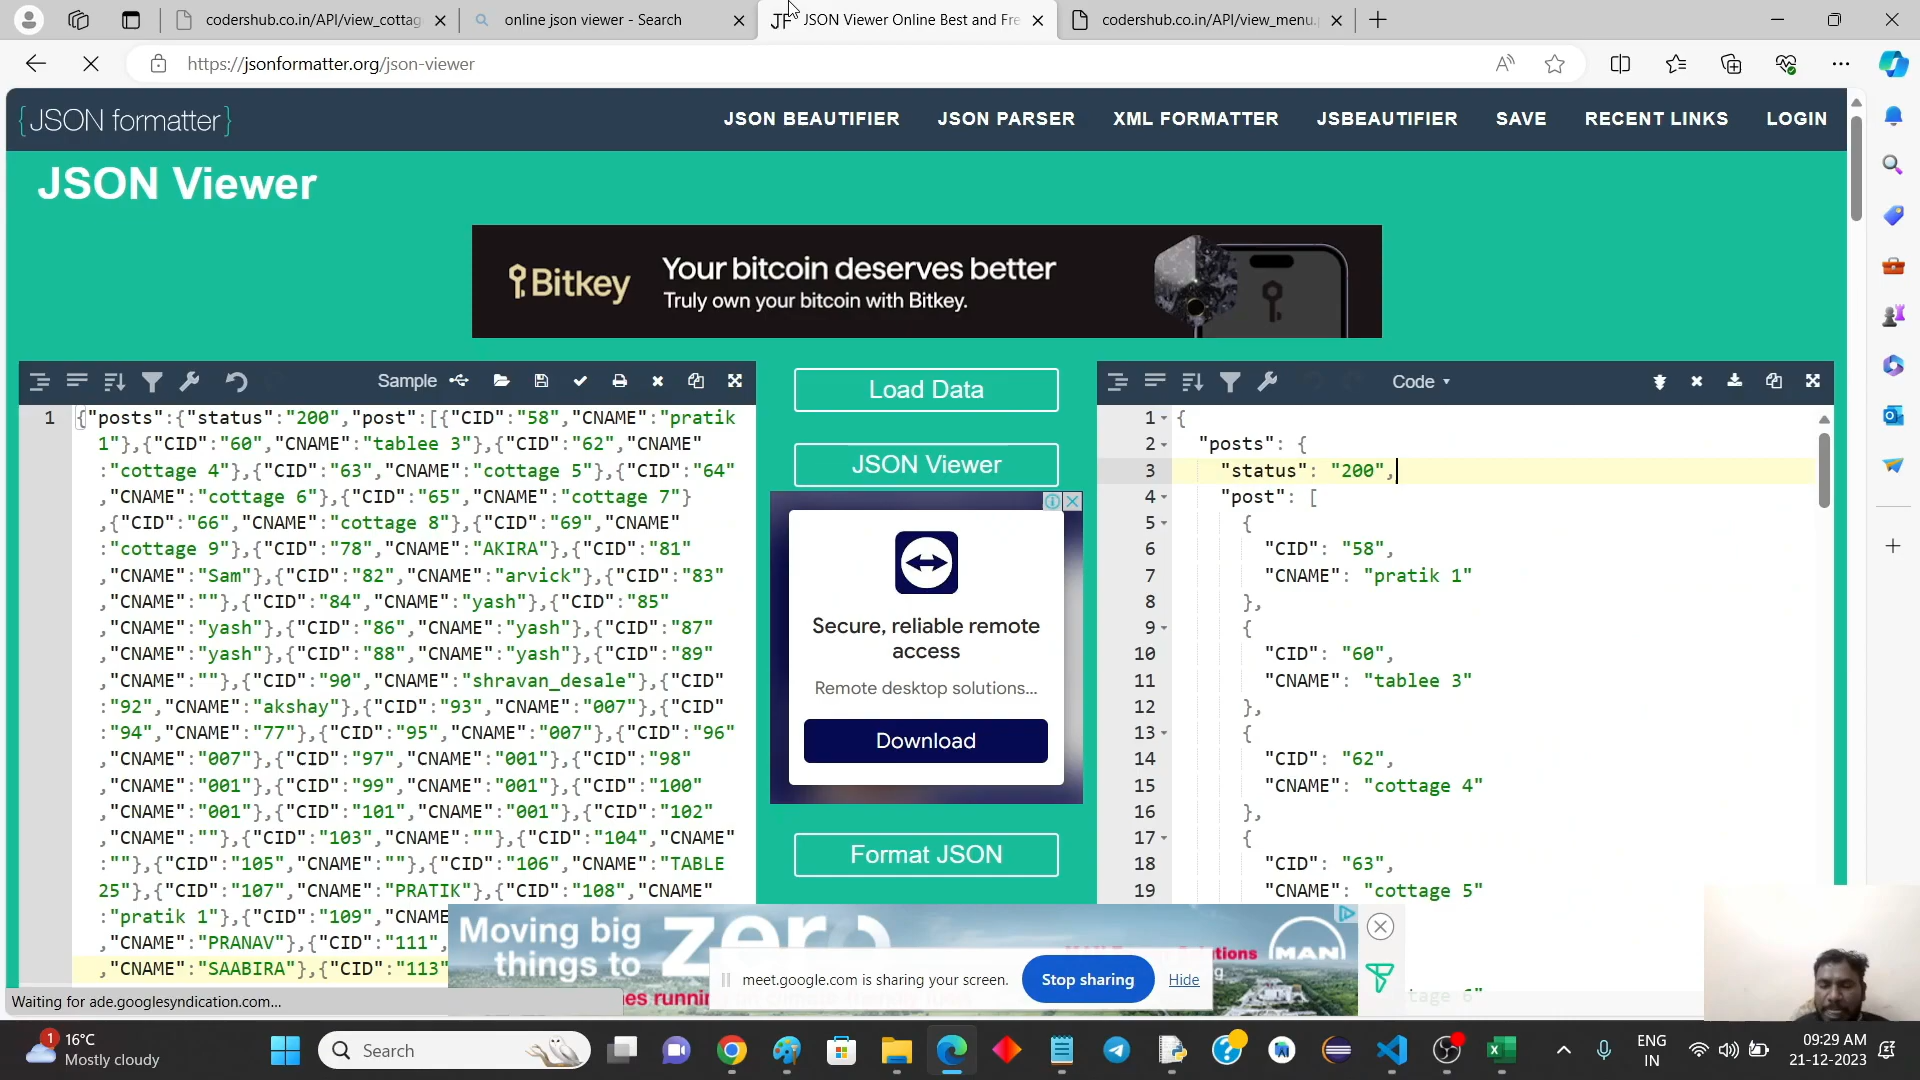 codershub.co.in/API/view_cottag
online json viewer - Search
JSON Viewer Online Best and Fre
codershub.co.in/API/view_menu.p
https://jsonformatter.org/json-viewer
{JSON formatter}
JSON BEAUTIFIER
JSON PARSER
XML FORMATTER
JSBEAUTIFIER
SAVE
RECENT LINKS
LOGIN
JSON Viewer
Bitkey
Your bitcoin deserves better
Truly own your bitcoin with Bitkey.
Sample
1
{"posts":{"status":"200","post":[{"CID":"58","CNAME":"pratik
1"},{"CID":"60","CNAME":"tablee 3"},{"CID":"62","CNAME"
:"cottage 4"},{"CID":"63","CNAME":"cottage 5"},{"CID":"64"
,"CNAME":"cottage 6"},{"CID":"65","CNAME":"cottage 7"}
,{"CID":"66","CNAME":"cottage 8"},{"CID":"69","CNAME"
:"cottage 9"},{"CID":"78","CNAME":"AKIRA"},{"CID":"81"
,"CNAME":"Sam"},{"CID":"82","CNAME":"arvick"},{"CID":"83"
,"CNAME":""},{"CID":"84","CNAME":"yash"},{"CID":"85"
,"CNAME":"yash"},{"CID":"86","CNAME":"yash"},{"CID":"87"
,"CNAME":"yash"},{"CID":"88","CNAME":"yash"},{"CID":"89"
,"CNAME":""},{"CID":"90","CNAME":"shravan_desale"},{"CID"
:"92","CNAME":"akshay"},{"CID":"93","CNAME":"007"},{"CID"
:"94","CNAME":"77"},{"CID":"95","CNAME":"007"},{"CID":"96"
,"CNAME":"007"},{"CID":"97","CNAME":"001"},{"CID":"98"
,"CNAME":"001"},{"CID":"99","CNAME":"001"},{"CID":"100"
,"CNAME":"001"},{"CID":"101","CNAME":"001"},{"CID":"102"
,"CNAME":""},{"CID":"103","CNAME":""},{"CID":"104","CNAME"
:""},{"CID":"105","CNAME":""},{"CID":"106","CNAME":"TABLE
25"},{"CID":"107","CNAME":"PRATIK"},{"CID":"108","CNAME"
:"pratik 1"},{"CID":"109","CNAME
,"CNAME":"PRANAV"},{"CID":"111",
,"CNAME":"SAABIRA"},{"CID":"113"
Load Data
JSON Viewer
Secure, reliable remote
access
Remote desktop solutions...
Download
Format JSON
Code
1 {
2 "posts": {
3 "status": "200",
4 "post": [
5 {
6 "CID": "58",
7 "CNAME": "pratik 1"
8 },
9 {
10 "CID": "60",
11 "CNAME": "tablee 3"
12 },
13 {
14 "CID": "62",
15 "CNAME": "cottage 4"
16 },
17 {
18 "CID": "63",
19 "CNAME": "cottage 5"
tage 6"
Moving big
things to
zero
MAN
meet.google.com is sharing your screen.
Stop sharing
Hide
Waiting for ade.googlesyndication.com...
1
16°C
Mostly cloudy
Search
ENG
IN
09:29 AM
21-12-2023